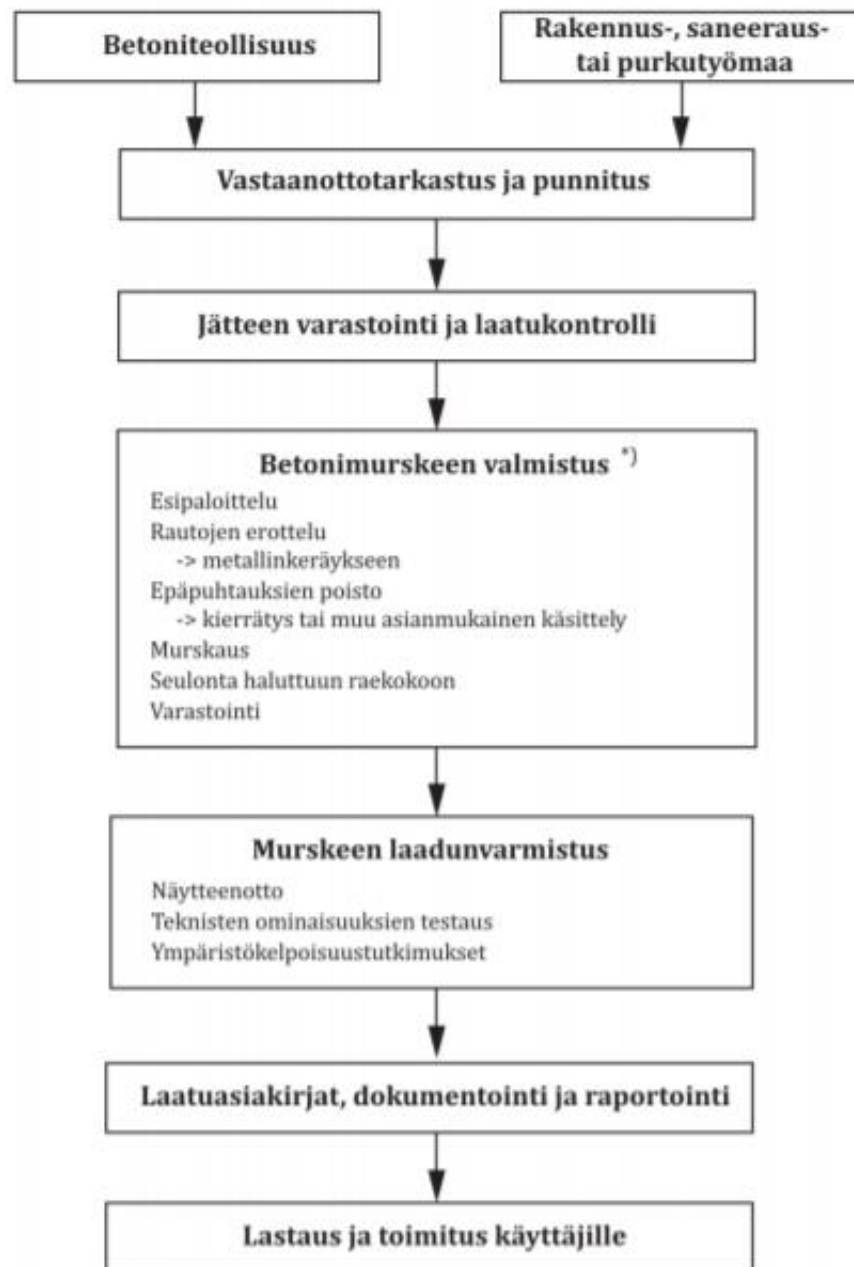 Betoniteollisuus
Rakennus-, saneeraus-
tai purkutyömaa
Vastaanottotarkastus ja punnitus
Jätteen varastointi ja laatukontrolli
Betonimurskeen valmistus *)
Esipaloittelu
Rautojen erottelu
-> metallinkeräykseen
Epäpuhtauksien poisto
-> kierrätys tai muu asianmukainen käsittely
Murskaus
Seulonta haluttuun raekokoon
Varastointi
Murskeen laadunvarmistus
Näytteenotto
Teknisten ominaisuuksien testaus
Ympäristökelpoisuustutkimukset
Laatuasiakirjat, dokumentointi ja raportointi
Lastaus ja toimitus käyttäjille